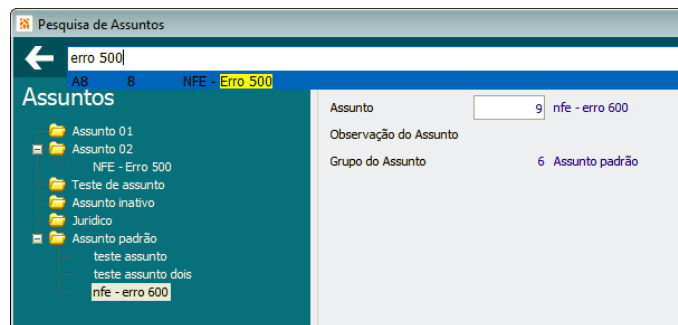 Pesquisa de Assuntos
erro 500
A8 8 NFE - Erro 500
Assuntos
Assunto 01
Assunto 02
NFE - Erro 500
Teste de assunto
Assunto inativo
Juridico
Assunto padrão
teste assunto
teste assunto dois
nfe - erro 600
Assunto 9 nfe - erro 600
Observação do Assunto
Grupo do Assunto 6 Assunto padrão